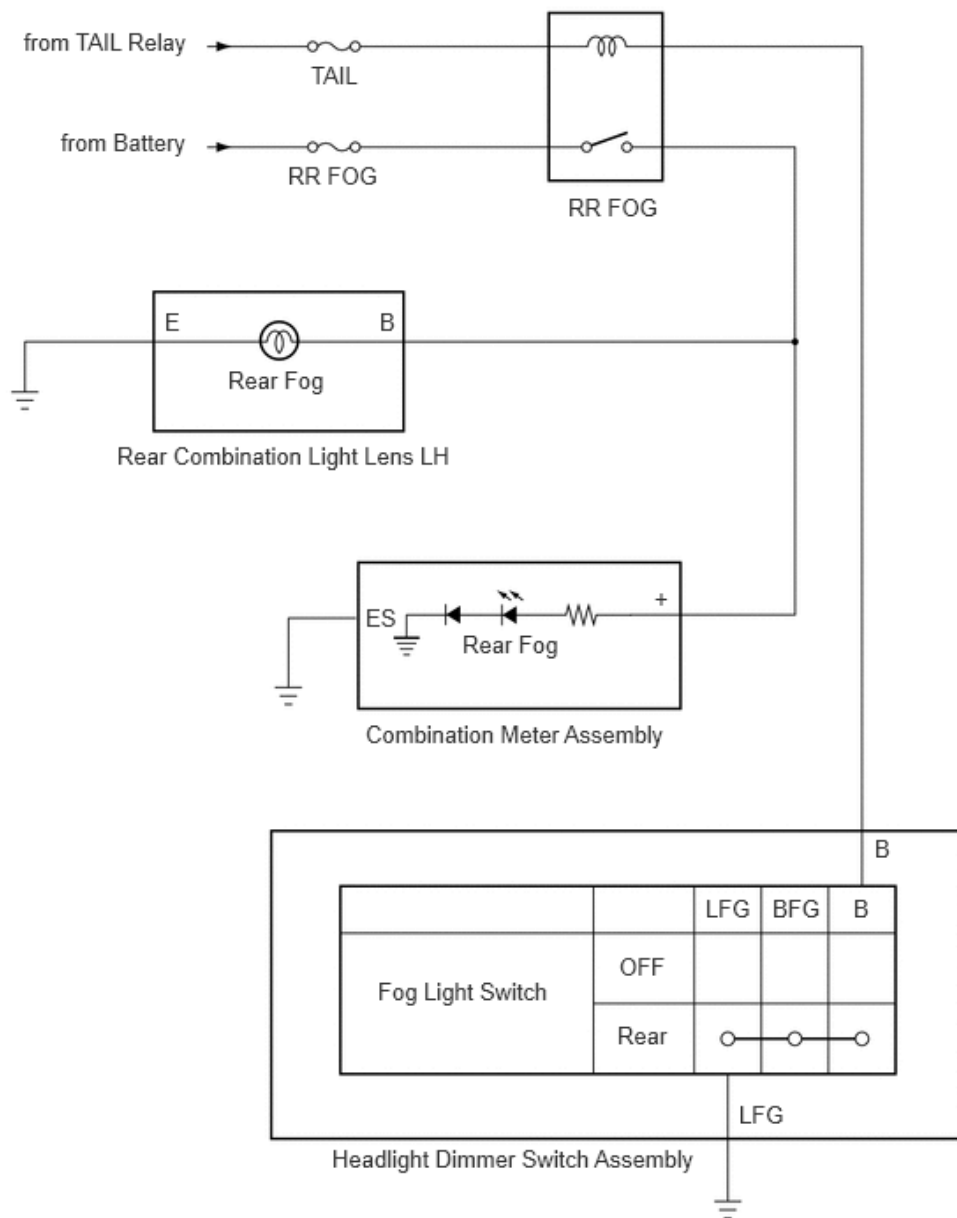 from TAIL Relay
TAIL
from Battery
RR FOG
RR FOG
E
B
Rear Fog
Rear Combination Light Lens LH
ES
+
Rear Fog
Combination Meter Assembly
B
LFG BFG B
Fog Light Switch
OFF
Rear
LFG
Headlight Dimmer Switch Assembly